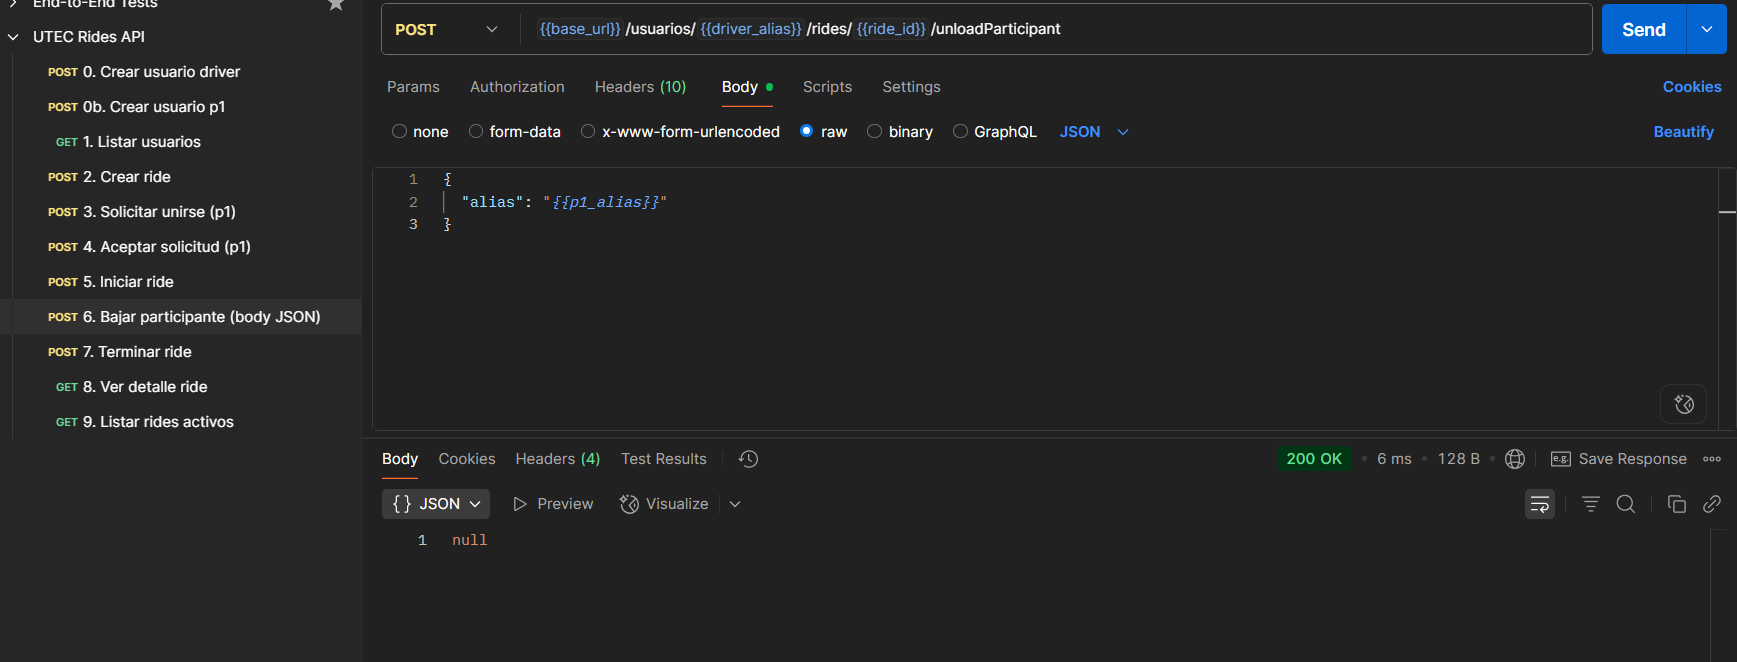 End-to-End Tests
UTEC Rides API
POST 0. Crear usuario driver
POST 0b. Crear usuario p1
GET 1. Listar usuarios
POST 2. Crear ride
POST 3. Solicitar unirse (p1)
POST 4. Aceptar solicitud (p1)
POST 5. Iniciar ride
POST 6. Bajar participante (body JSON)
POST 7. Terminar ride
GET 8. Ver detalle ride
GET 9. Listar rides activos
POST {{base_url}} /usuarios/ {{driver_alias}} /rides/ {{ride_id}} /unloadParticipant Send
Params Authorization Headers (10) Body Scripts Settings Cookies
none form-data x-www-form-urlencoded raw binary GraphQL JSON Beautify
1 {
2 "alias": "{{p1_alias}}"
3 }
Body Cookies Headers (4) Test Results 200 OK • 6 ms • 128 B • e.g. Save Response
{} JSON Preview Visualize
1 null